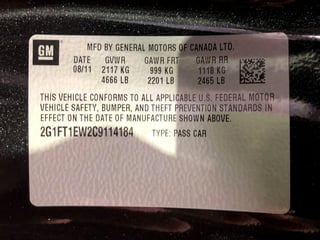 GM
MFD BY GENERAL MOTORS OF CANADA LTD.
DATE GVWR GAWR FRT GAWR RR
08/11 2117 KG 999 KG 1118 KG
4666 LB 2201 LB 2465 LB
THIS VEHICLE CONFORMS TO ALL APPLICABLE U.S. FEDERAL MOTOR
VEHICLE SAFETY, BUMPER, AND THEFT PREVENTION STANDARDS IN
EFFECT ON THE DATE OF MANUFACTURE SHOWN ABOVE.
2G1FT1EW2C9114184 TYPE: PASS CAR